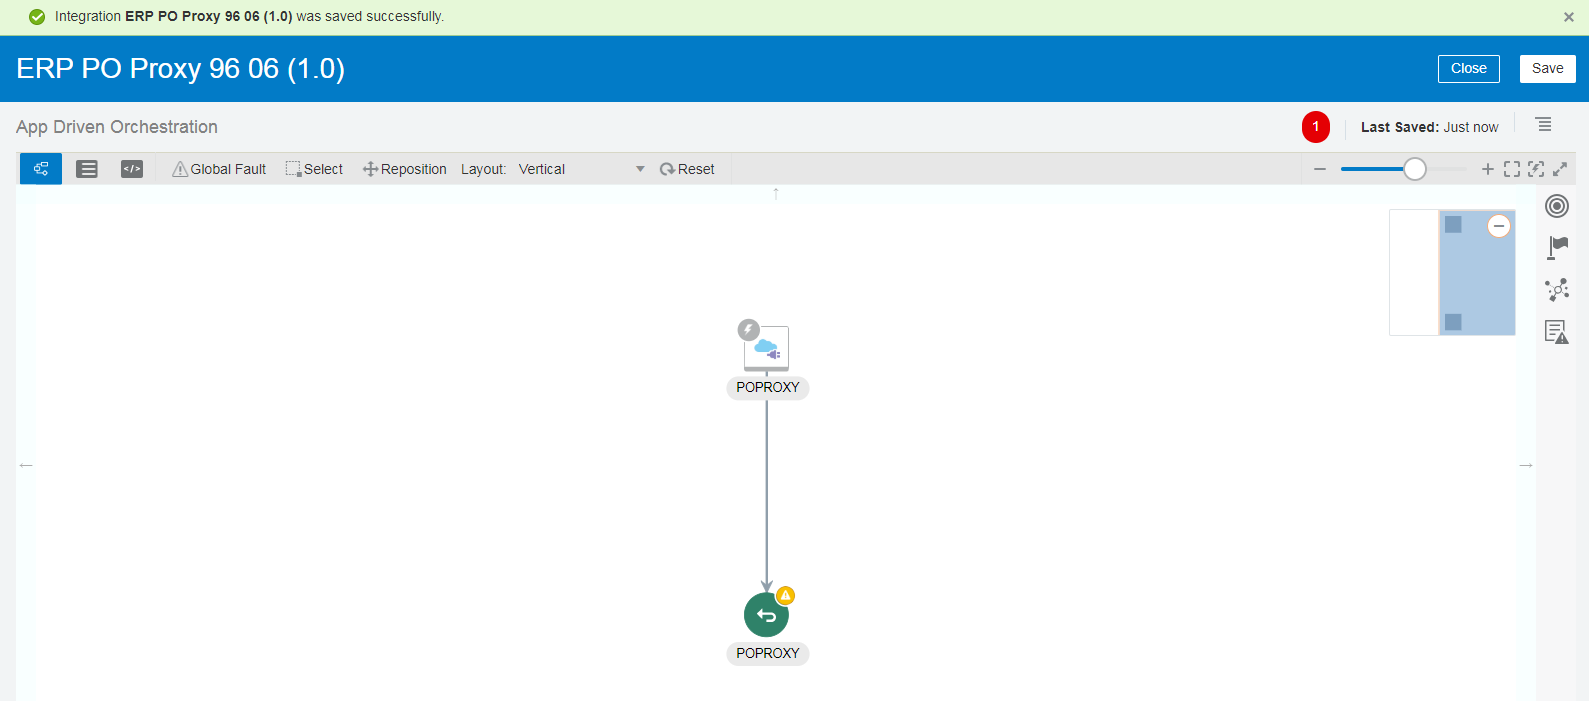 Integration ERP PO Proxy 96 06 (1.0) was saved successfully.
ERP PO Proxy 96 06 (1.0)
Close
Save
App Driven Orchestration
1
Last Saved: Just now
Global Fault
Select
Reposition
Layout: Vertical
Reset
POPROXY
POPROXY